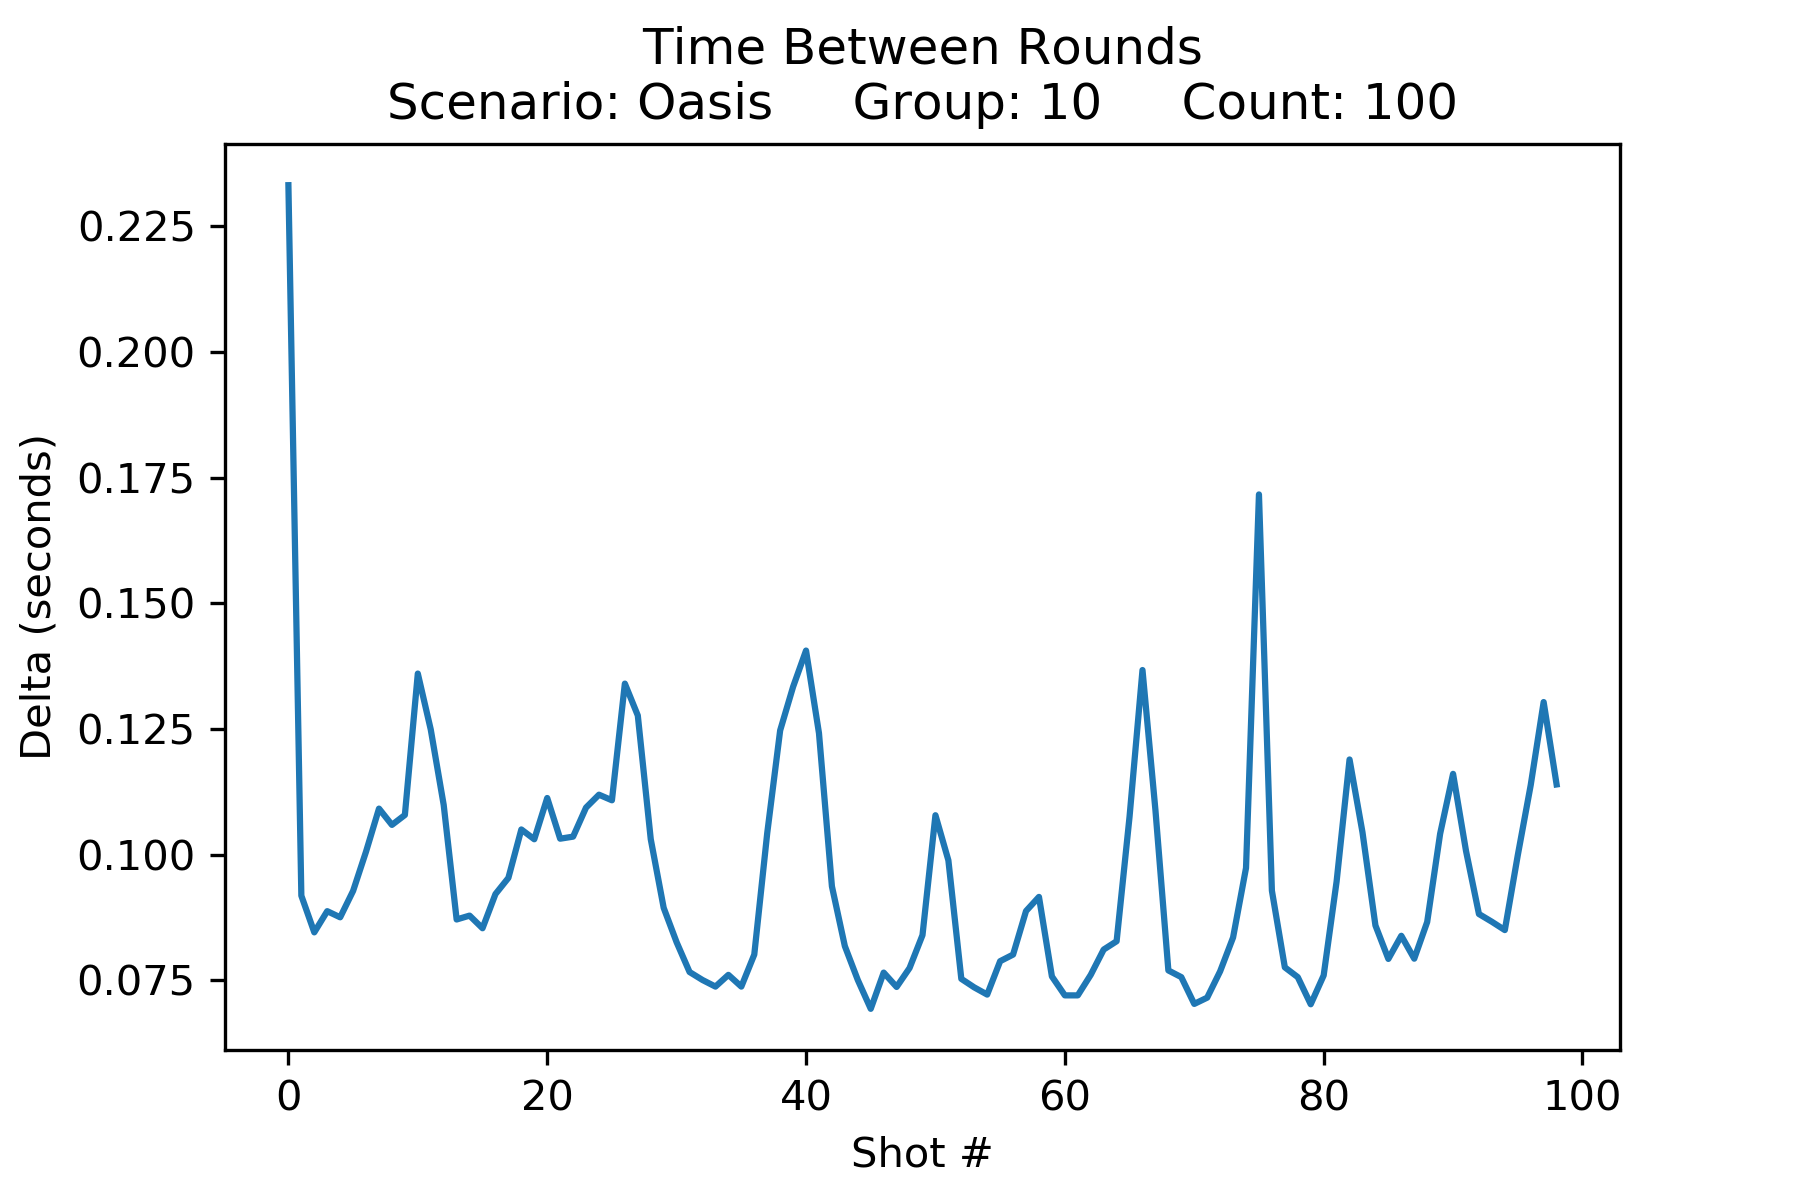 Time Between Rounds
Scenario: Oasis     Group: 10     Count: 100
Delta (seconds)
0.225
0.200
0.175
0.150
0.125
0.100
0.075
0 20 40 60 80 100
Shot #